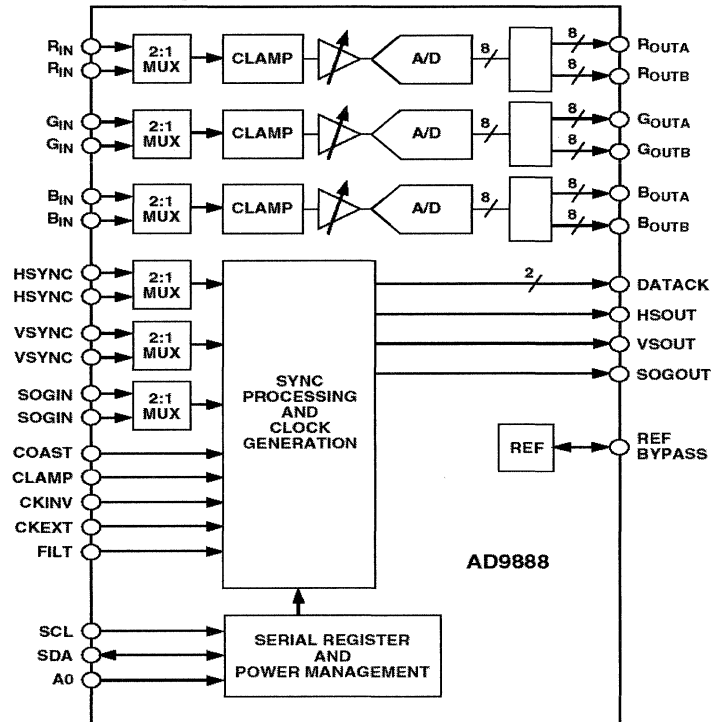 RIN
RIN
2:1
MUX
CLAMP
A/D
8
8
8
ROUTA
ROUTB
GIN
GIN
2:1
MUX
CLAMP
A/D
8
8
8
GOUTA
GOUTB
BIN
BIN
2:1
MUX
CLAMP
A/D
8
8
8
BOUTA
BOUTB
HSYNC
HSYNC
2:1
MUX
VSYNC
VSYNC
2:1
MUX
SOGIN
SOGIN
2:1
MUX
COAST
CLAMP
CKINV
CKEXT
FILT
SYNC
PROCESSING
AND
CLOCK
GENERATION
2
DATACK
HSOUT
VSOUT
SOGOUT
REF
REF
BYPASS
AD9888
SCL
SDA
A0
SERIAL REGISTER
AND
POWER MANAGEMENT